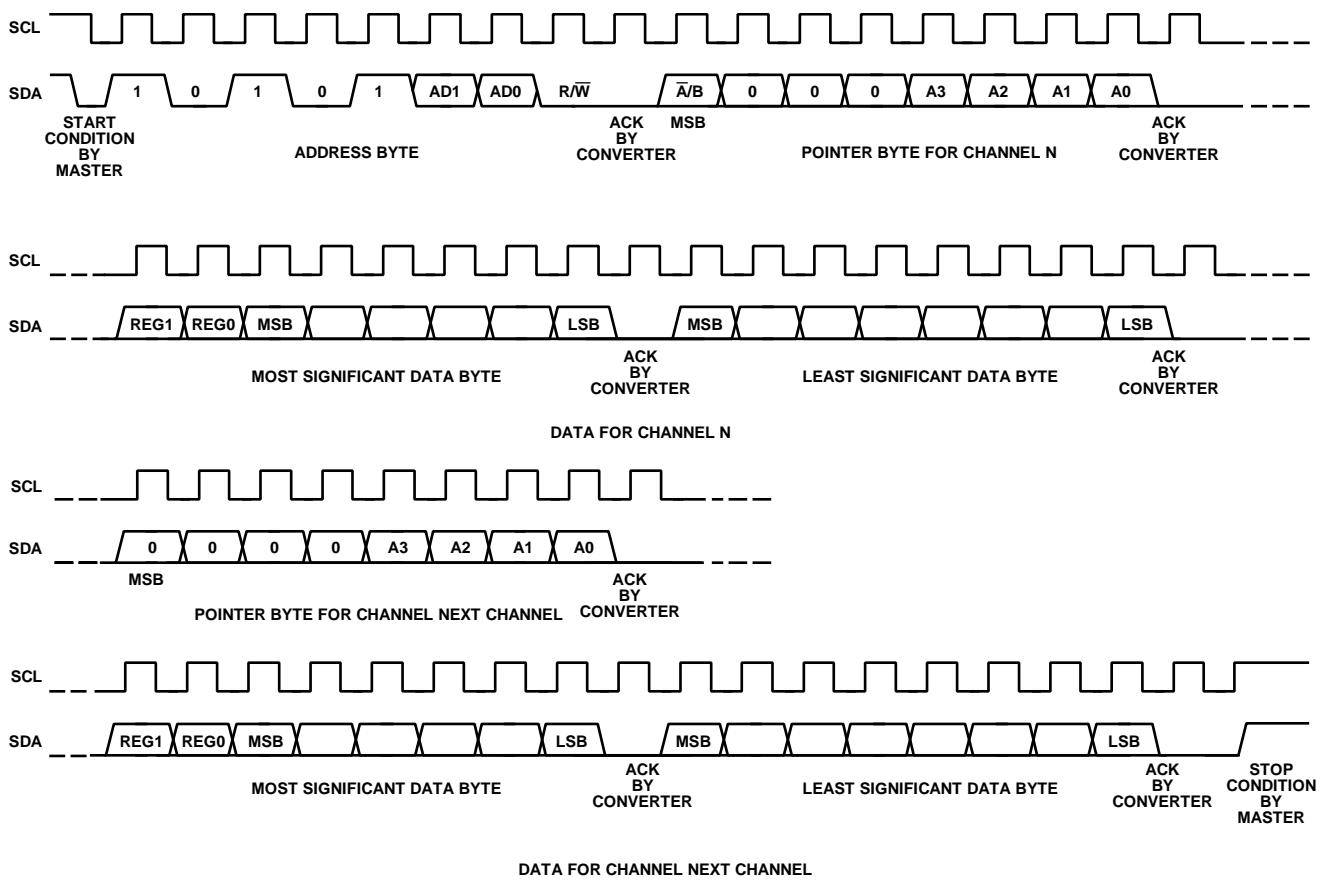 SCL
SDA 1 0 1 0 1 AD1 AD0 R/W̅ A̅/B 0 0 0 A3 A2 A1 A0
START CONDITION BY MASTER
ADDRESS BYTE
ACK BY CONVERTER
MSB
POINTER BYTE FOR CHANNEL N
ACK BY CONVERTER
SCL
SDA REG1 REG0 MSB LSB MSB LSB
MOST SIGNIFICANT DATA BYTE
ACK BY CONVERTER
LEAST SIGNIFICANT DATA BYTE
ACK BY CONVERTER
DATA FOR CHANNEL N
SCL
SDA 0 0 0 0 A3 A2 A1 A0
MSB
POINTER BYTE FOR CHANNEL NEXT CHANNEL
ACK BY CONVERTER
SCL
SDA REG1 REG0 MSB LSB MSB LSB
MOST SIGNIFICANT DATA BYTE
ACK BY CONVERTER
LEAST SIGNIFICANT DATA BYTE
ACK BY CONVERTER
STOP CONDITION BY MASTER
DATA FOR CHANNEL NEXT CHANNEL